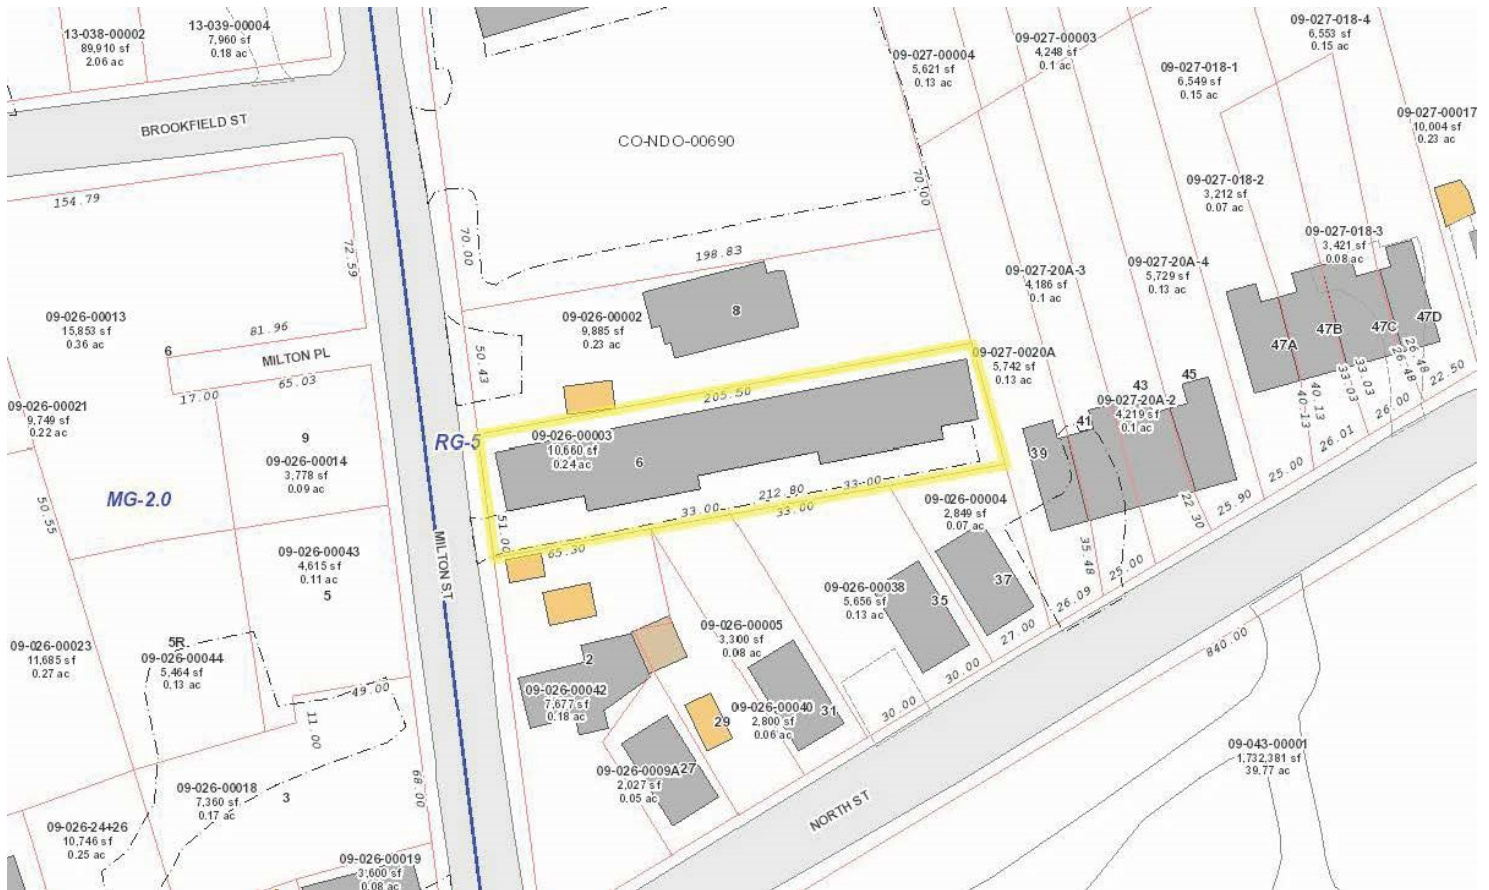 13-038-00002
89,910 sf
2.06 ac
13-039-00004
7,960 sf
0.18 ac
09-027-00004
5,621 sf
0.13 ac
09-027-00003
4,248 sf
0.1 ac
09-027-018-4
6,553 sf
0.15 ac
09-027-018-1
6,549 sf
0.15 ac
09-027-00017
10,004 sf
0.23 ac
BROOKFIELD ST
CO-NDO-00690
154.79
72.59
70.00
70.00
198.83
09-027-018-2
3,212 sf
0.07 ac
09-027-018-3
3,421 sf
0.08 ac
09-027-20A-3
4,186 sf
0.1 ac
09-027-20A-4
5,729 sf
0.13 ac
09-026-00013
15,853 sf
0.36 ac
81.96
6
MILTON PL
65.03
17.00
09-026-00002
9,885 sf
0.23 ac
8
50.43
47A
47B
47C
47D
09-027-0020A
5,742 sf
0.13 ac
40.13
40.13
33.03
33.03
26.48
26.48
22.50
26.00
26.01
25.00
25.90
22.30
45
43
09-027-20A-2
4,219 sf
0.1 ac
41
39
09-026-00021
9,749 sf
0.22 ac
9
09-026-00014
3,778 sf
0.09 ac
RG-5
MG-2.0
50.55
205.50
09-026-00003
10,660 sf
0.24 ac
6
51.00
65.30
33.00
212.80
33.00
33.00
09-026-00004
2,849 sf
0.07 ac
35.48
25.00
26.09
27.00
30.00
30.00
MILTON ST
09-026-00043
4,615 sf
0.11 ac
5
09-026-00038
5,656 sf
0.13 ac
35
37
09-026-00023
11,685 sf
0.27 ac
5R
09-026-00044
5,464 sf
0.13 ac
49.00
11.00
09-026-00005
3,300 sf
0.08 ac
2
09-026-00042
7,677 sf
0.18 ac
29
09-026-00040
2,800 sf
0.06 ac
31
840.00
09-026-0009A
2,027 sf
0.05 ac
27
68.00
09-026-00018
7,360 sf
0.17 ac
3
NORTH ST
09-043-00001
1,732,381 sf
39.77 ac
09-026-24+26
10,746 sf
0.25 ac
09-026-00019
3,600 sf
0.08 ac